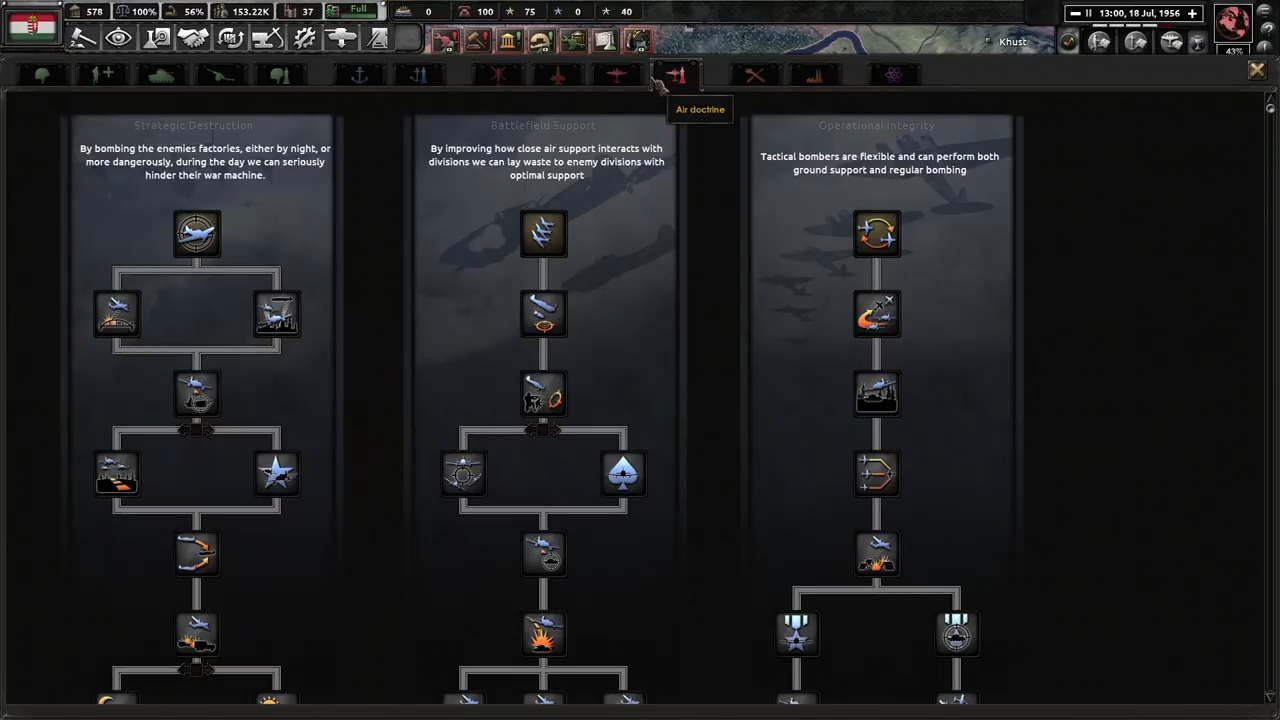 578
100%
56%
153.22K
37
Full
0
100
75
0
40
13:00, 18 Jul, 1956
Khust
43%
Air doctrine
Strategic Destruction
By bombing the enemies factories, either by night, or
more dangerously, during the day we can seriously
hinder their war machine.
Battlefield Support
By improving how close air support interacts with
divisions we can lay waste to enemy divisions with
optimal support
Operational Integrity
Tactical bombers are flexible and can perform both
ground support and regular bombing